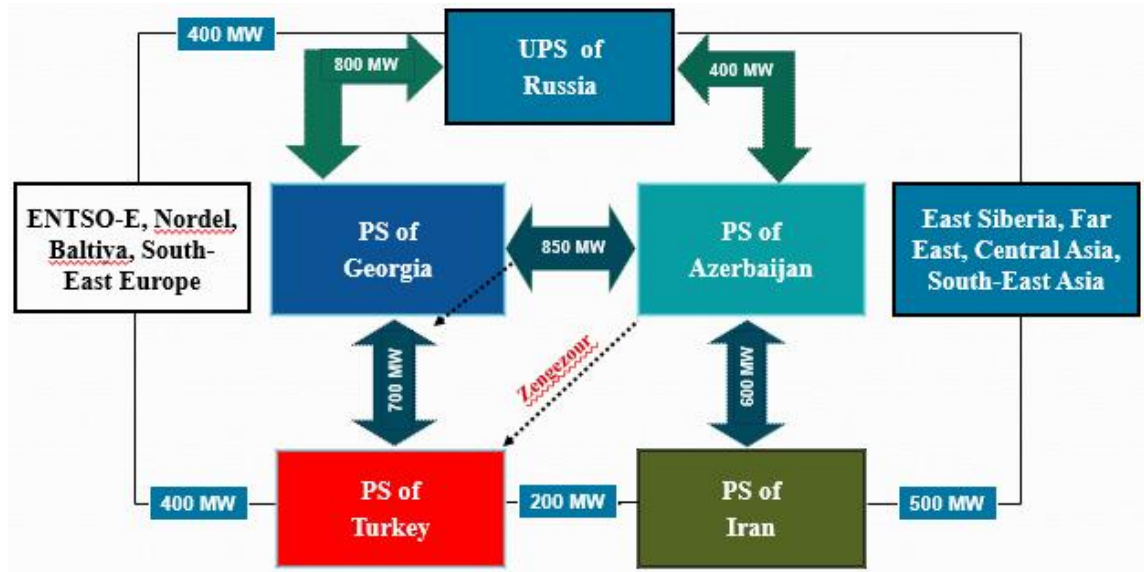 400 MW
UPS of
Russia
800 MW
400 MW
ENTSO-E, Nordel,
Baltiva, South-
East Europe
PS of
Georgia
850 MW
PS of
Azerbaijan
East Siberia, Far
East, Central Asia,
South-East Asia
700 MW
Zengezour
600 MW
400 MW
PS of
Turkey
200 MW
PS of
Iran
500 MW